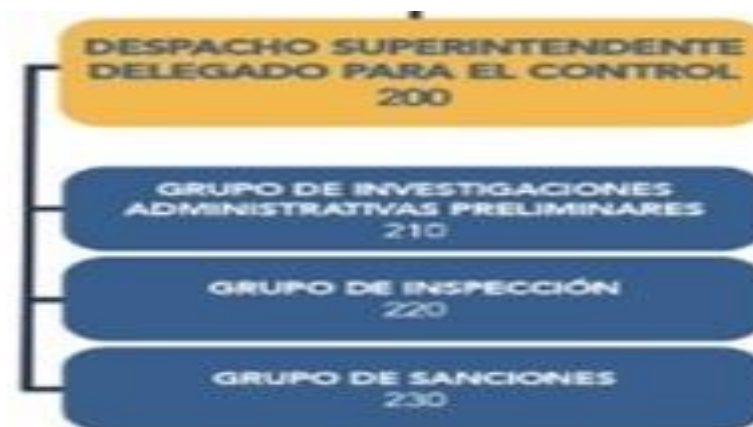 DESPACHO SUPERINTENDENTE
DELEGADO PARA EL CONTROL
200
GRUPO DE INVESTIGACIONES
ADMINISTRATIVAS PRELIMINARES
210
GRUPO DE INSPECCIÓN
220
GRUPO DE SANCIONES
230